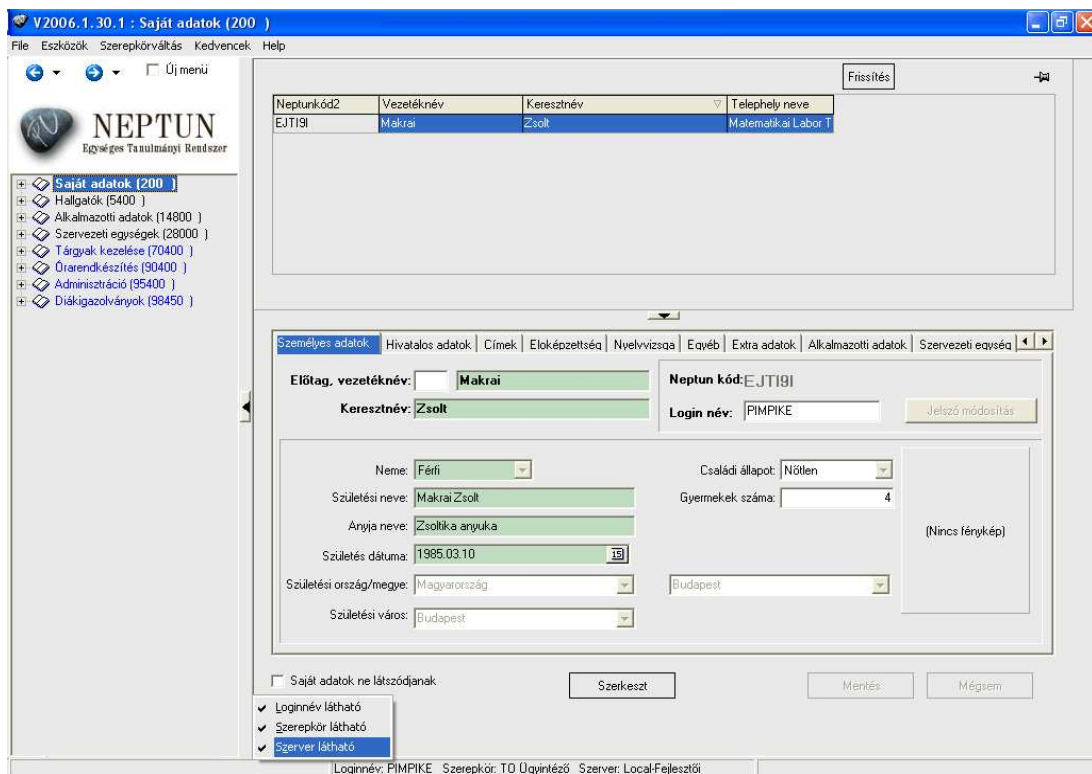 V2006.1.30.1 : Saját adatok (200 )
File Eszközök Szerepkörváltás Kedvencek Help
Új menü
Frissítés
NEPTUN
Egységes Tanulmányi Rendszer
Neptunkód2 Vezetéknév Keresztnév Telephely neve
EJTI9I Makrai Zsolt Matematikai Labor T
Saját adatok (200 )
Hallgatók (5400 )
Alkalmazotti adatok (14800 )
Szervezeti egységek (28000 )
Tárgyak kezelése (70400 )
Órarendkészítés (90400 )
Adminisztráció (95400 )
Diákigazolványok (98450 )
Személyes adatok Hivatalos adatok Címek Eloképzettség Nyelvvizsga Egyéb Extra adatok Alkalmazotti adatok Szervezeti egység
Előtag, vezetéknév: Makrai
Neptun kód: EJTI9I
Keresztnév: Zsolt
Login név: PIMPIKE
Jelszó módosítás
Neme: Férfi
Családi állapot: Nőtlen
Születési neve: Makrai Zsolt
Gyermekek száma: 4
Anyja neve: Zsoltika anyuka
(Nincs fénykép)
Születés dátuma: 1985.03.10
15
Születési ország/megye: Magyarország Budapest
Születési város: Budapest
Saját adatok ne látszódjanak
Szerkeszt
Mentés
Mégsem
Loginnév látható
Szerepkör látható
Szerver látható
Loginnév: PIMPIKE Szerepkör: TO Ügyintéző Szerver: Local-Fejlesztői